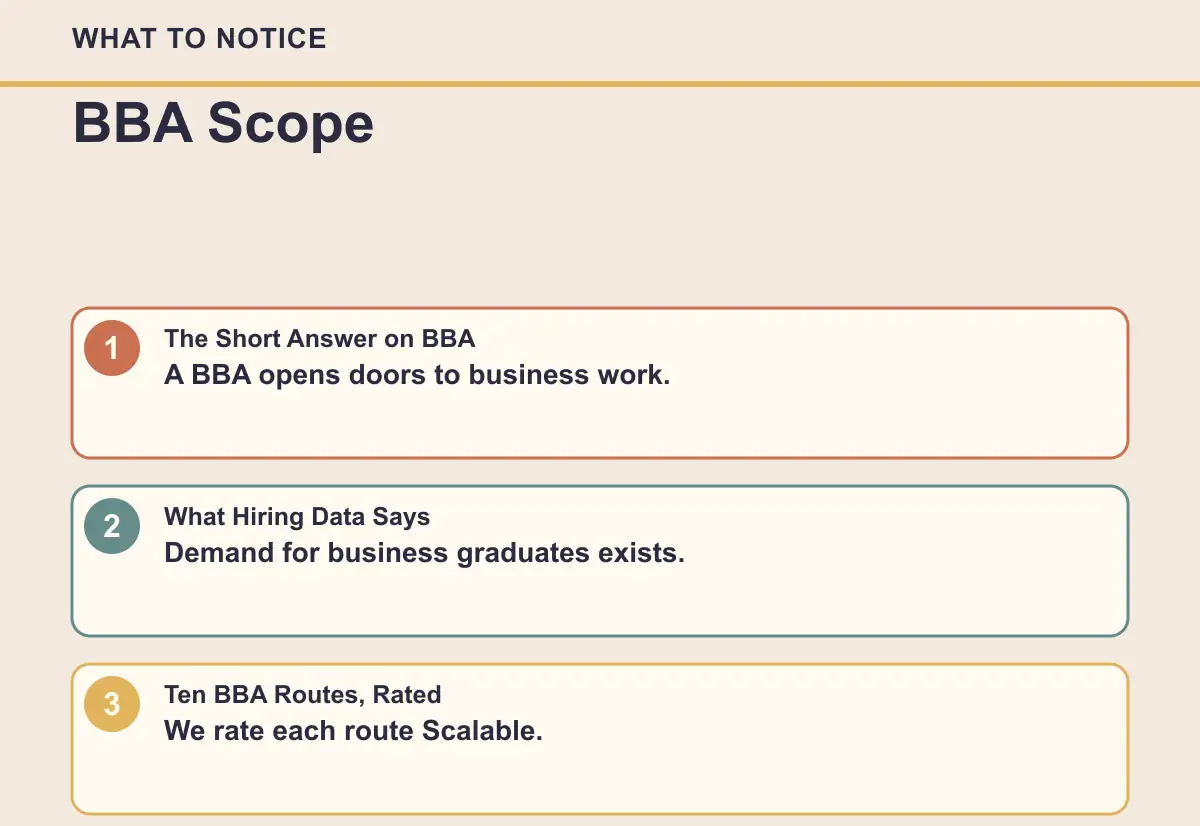 WHAT TO NOTICE
BBA Scope
1
The Short Answer on BBA
A BBA opens doors to business work.
2
What Hiring Data Says
Demand for business graduates exists.
3
Ten BBA Routes, Rated
We rate each route Scalable.